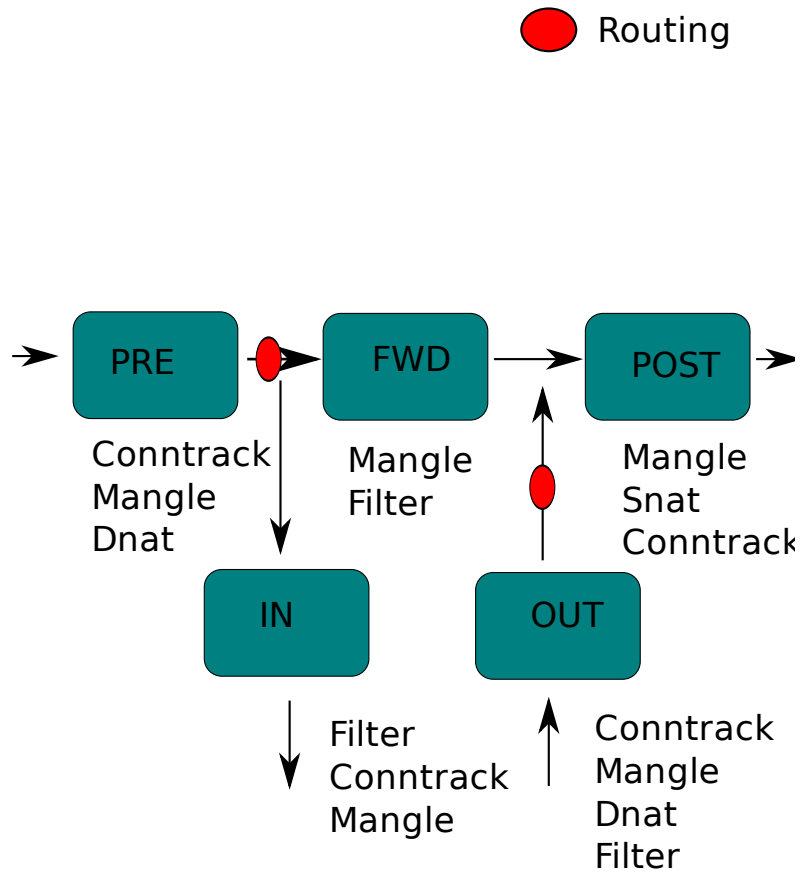 Routing
PRE
FWD
POST
Conntrack
Mangle
Dnat
Mangle
Filter
Mangle
Snat
Conntrack
IN
OUT
Filter
Conntrack
Mangle
Conntrack
Mangle
Dnat
Filter